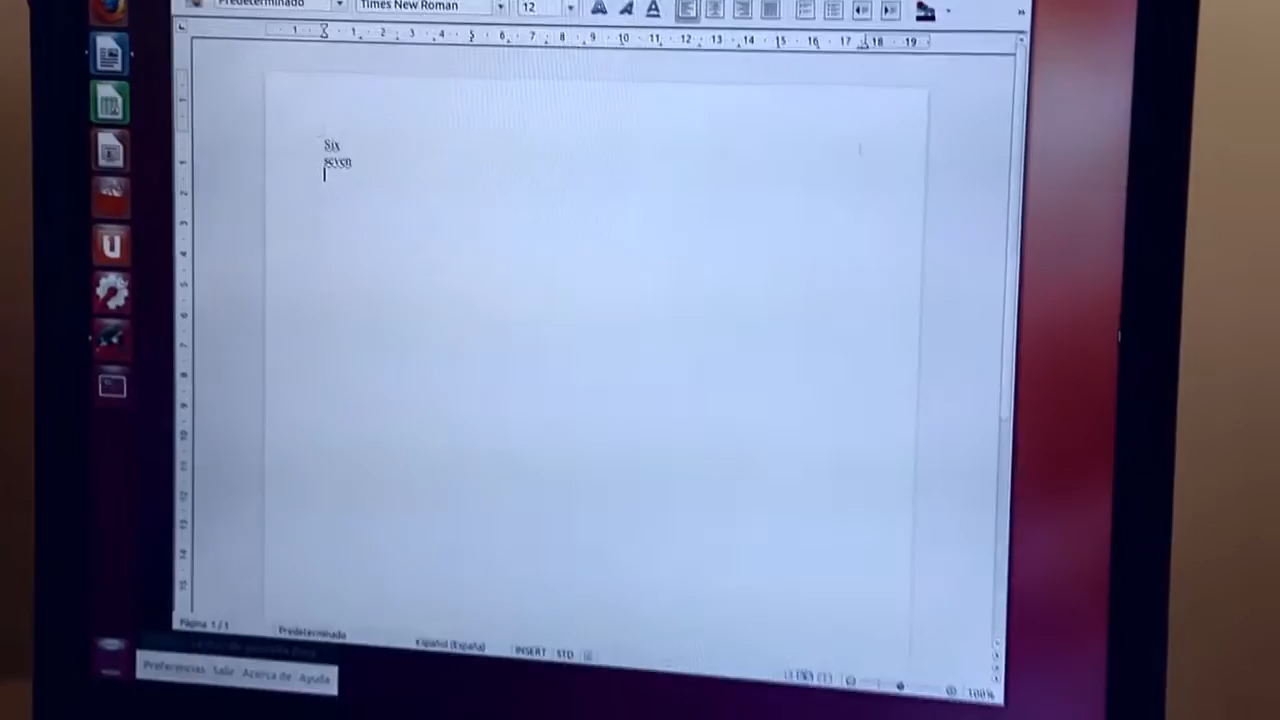 Predeterminado Times New Roman 12
1 1 2 3 4 5 6 7 8 9 10 11 12 13 14 15 16 17 18 19
Six
seven
U
Página 1 / 1 Predeterminado Español (España) INSERT STD 100%
Preferencias Salir Acerca de Ayuda